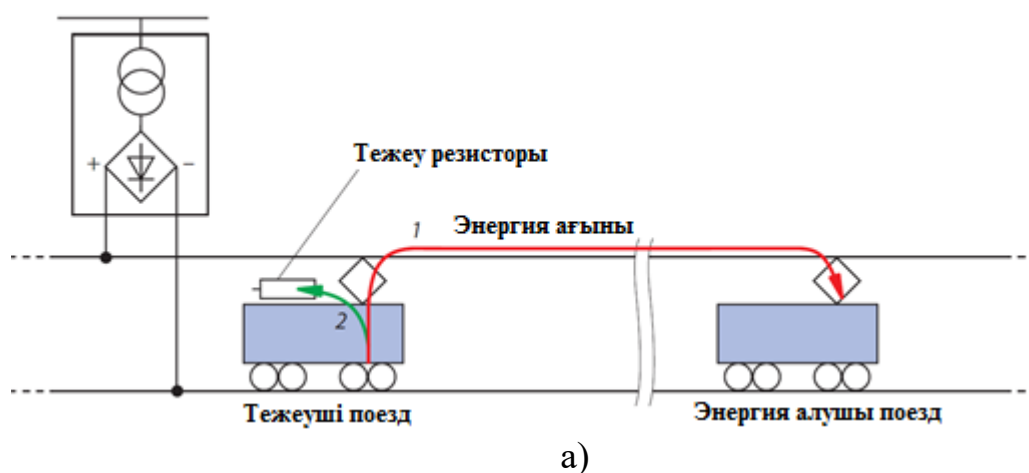 + −
Тежеу резисторы
1 Энергия ағыны
2
Тежеуші поезд Энергия алушы поезд
а)